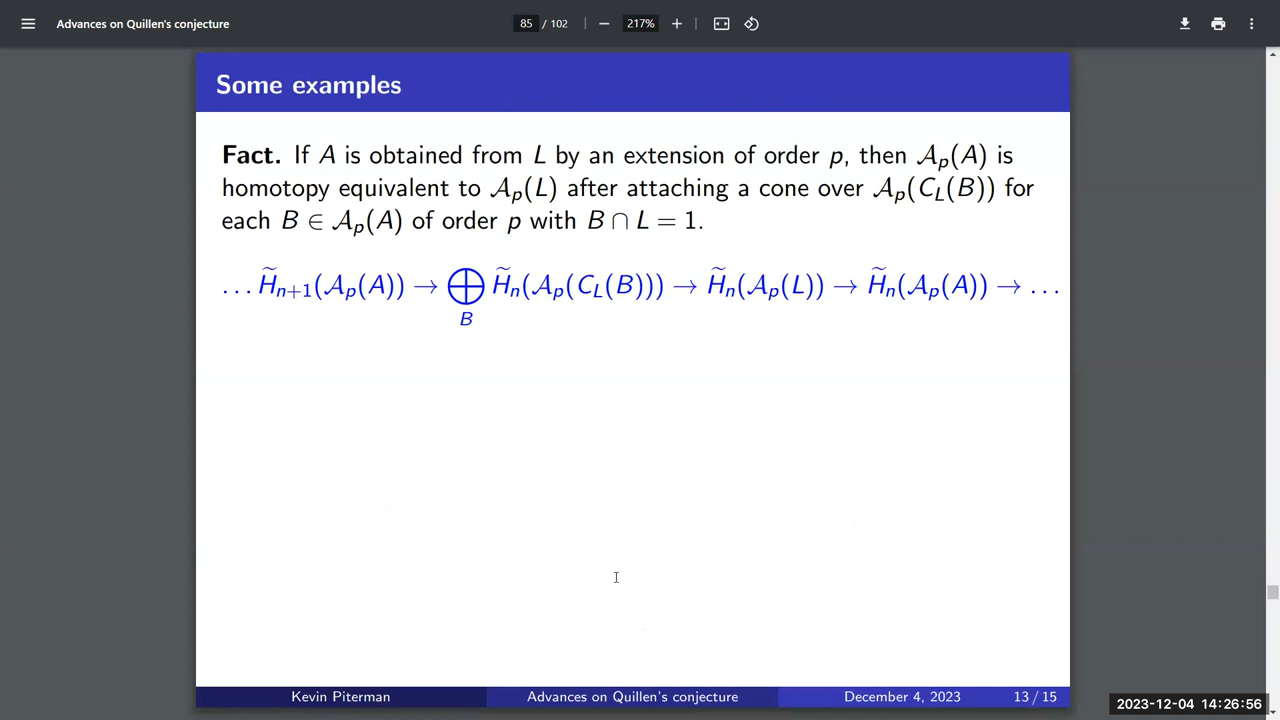 Advances on Quillen's conjecture
85 / 102
217%
Some examples
Fact. If A is obtained from L by an extension of order p, then 𝒜ₚ(A) is
homotopy equivalent to 𝒜ₚ(L) after attaching a cone over 𝒜ₚ(C_L(B)) for
each B ∈ 𝒜ₚ(A) of order p with B ∩ L = 1.
… H̃ₙ₊₁(𝒜ₚ(A)) → ⨁_B H̃ₙ(𝒜ₚ(C_L(B))) → H̃ₙ(𝒜ₚ(L)) → H̃ₙ(𝒜ₚ(A)) → …
Kevin Piterman
Advances on Quillen's conjecture
December 4, 2023
13 / 15
2023-12-04 14:26:56